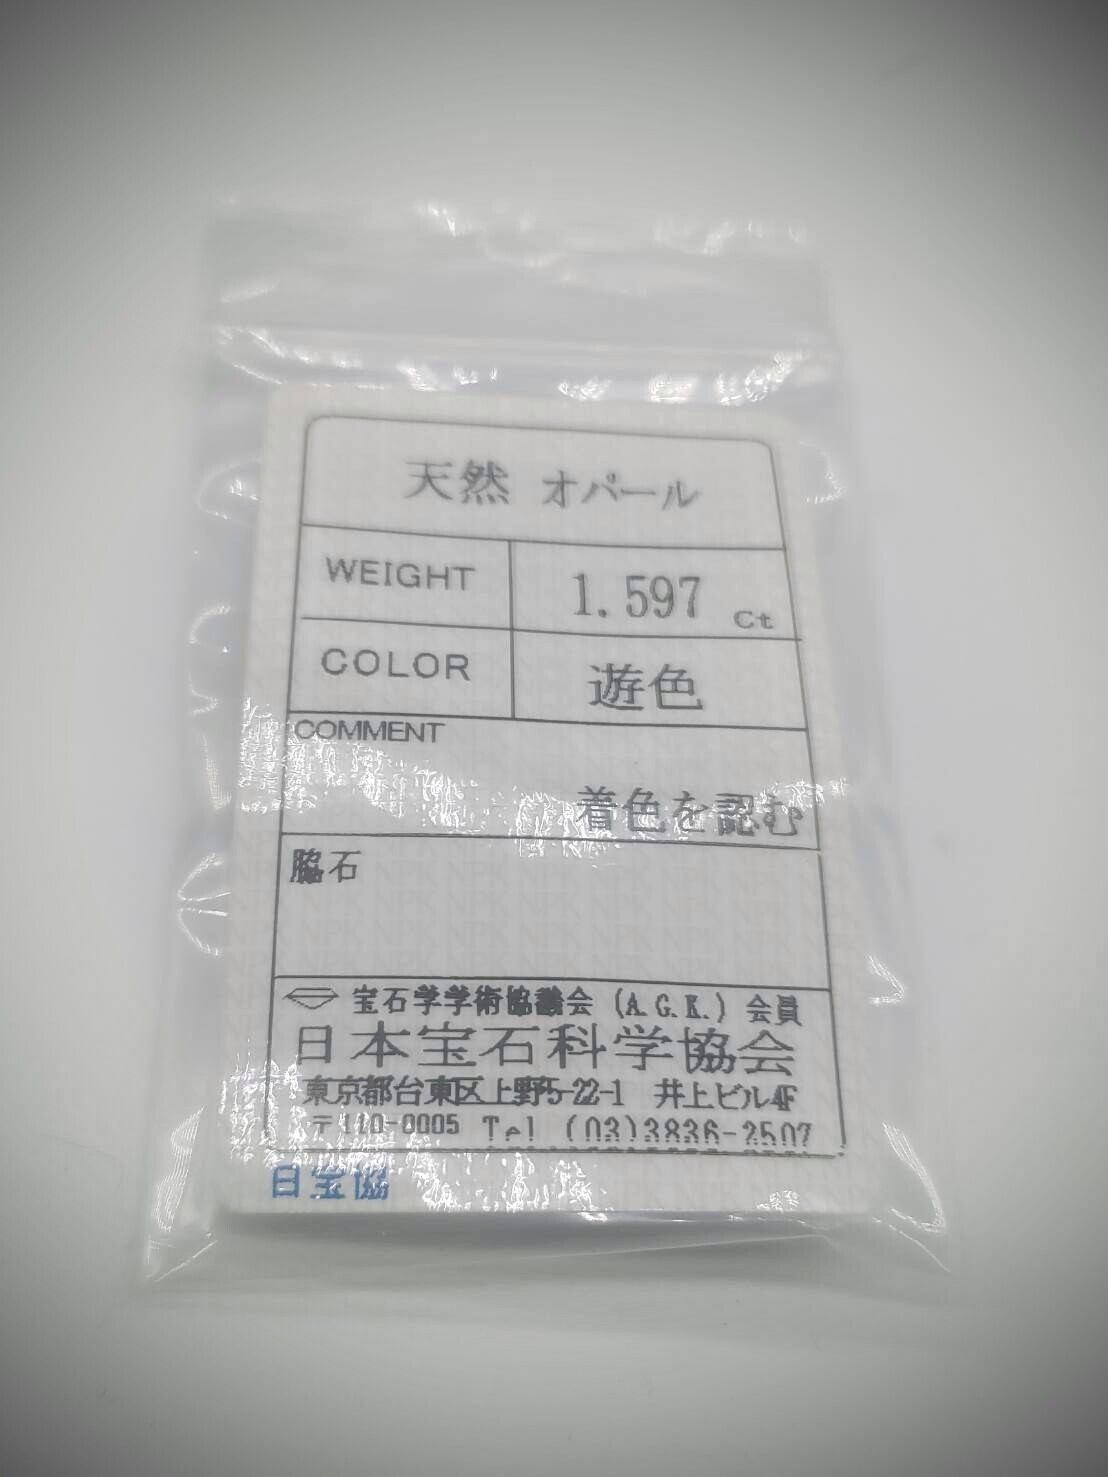 天然 オパール
WEIGHT 1.597 Ct
COLOR 遊色
COMMENT
着色を認む
脇石
宝石学学術協議会 (A.G.K.) 会員
日本宝石科学協会
東京都台東区上野5-22-1 井上ビル4F
〒110-0005 Tel (03)3836-2507
日宝協